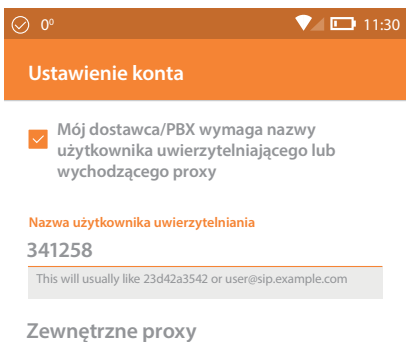 0⁰ 11:30
Ustawienie konta
Mój dostawca/PBX wymaga nazwy
użytkownika uwierzytelniającego lub
wychodzącego proxy
Nazwa użytkownika uwierzytelniania
341258
This will usually like 23d42a3542 or user@sip.example.com
Zewnętrzne proxy